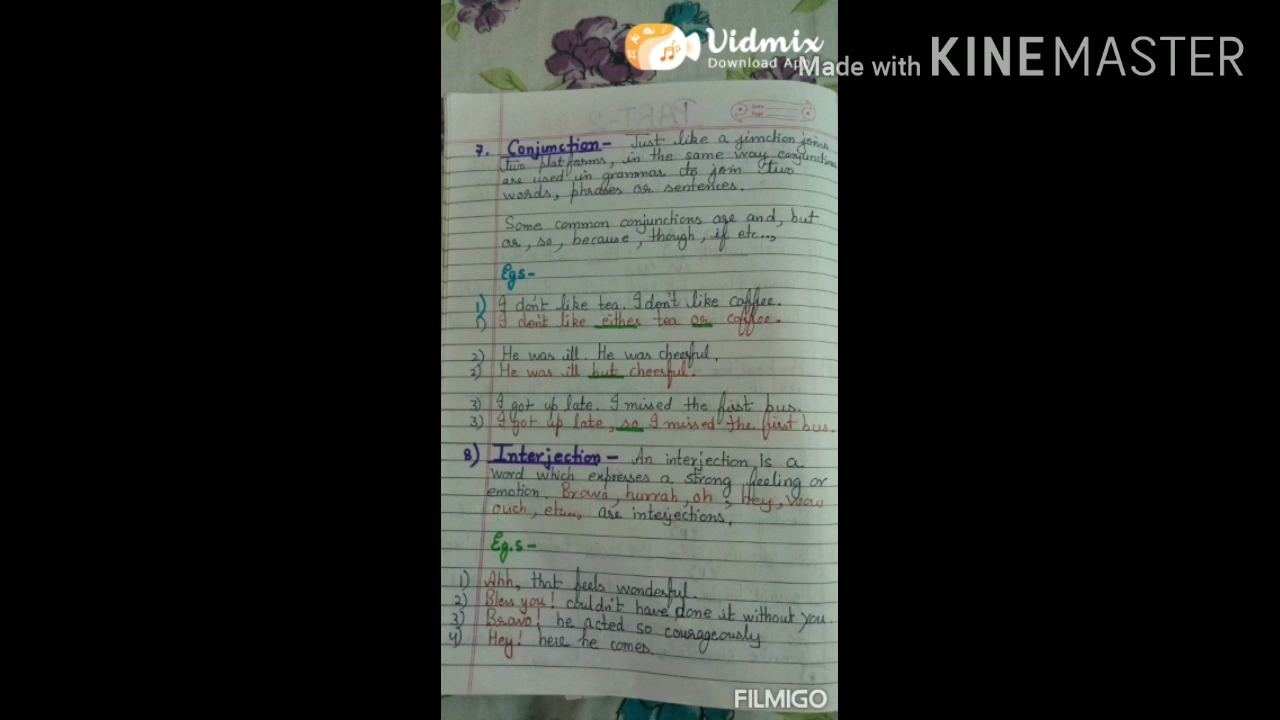 Vidmix
Download App
Made with KINEMASTER
PART-2
7. Conjunction - Just like a jimction joins
two platforms, in the same way conjunction
are used in grammar to join two
words, phrases or sentences.
Some common conjunctions are and, but
or, so, because, though, if etc..,
Egs-
1) I don't like tea. I don't like coffee.
1) I don't like either tea or coffee.
2) He was ill. He was cheerful.
2) He was ill but cheerful.
3) I got up late. I missed the first bus.
3) I got up late, so I missed the first bus.
8) Interjection - An interjection is a
word which expresses a strong feeling or
emotion. Bravo, hurrah, oh, hey, wow
ouch, etc.., are interjections.
Eg.s-
1) Ahh, that feels wonderful.
2) Bless you! couldn't have done it without you.
3) Bravo! he acted so courageously
4) Hey! here he comes
FILMIGO